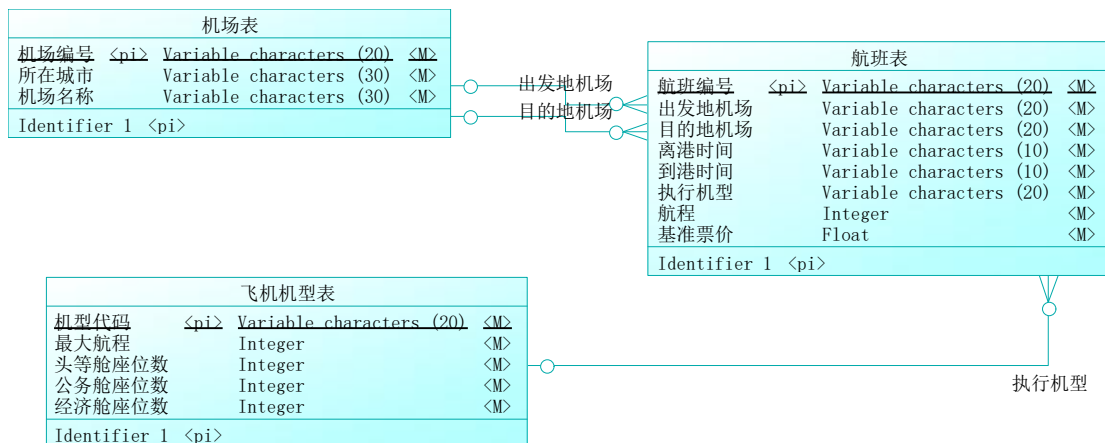 机场表
机场编号 <pi> Variable characters (20) <M>
所在城市 Variable characters (30) <M>
机场名称 Variable characters (30) <M>
Identifier 1 <pi>
出发地机场
目的地机场
航班表
航班编号 <pi> Variable characters (20) <M>
出发地机场 Variable characters (20) <M>
目的地机场 Variable characters (20) <M>
离港时间 Variable characters (10) <M>
到港时间 Variable characters (10) <M>
执行机型 Variable characters (20) <M>
航程 Integer <M>
基准票价 Float <M>
Identifier 1 <pi>
飞机机型表
机型代码 <pi> Variable characters (20) <M>
最大航程 Integer <M>
头等舱座位数 Integer <M>
公务舱座位数 Integer <M>
经济舱座位数 Integer <M>
Identifier 1 <pi>
执行机型